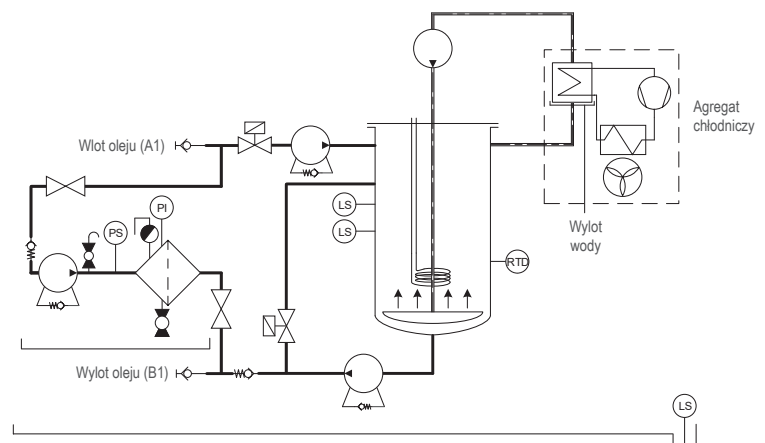 Agregat
chłodniczy
Wlot oleju (A1)
PI
PS
LS
LS
Wylot
wody
RTD
Wylot oleju (B1)
LS